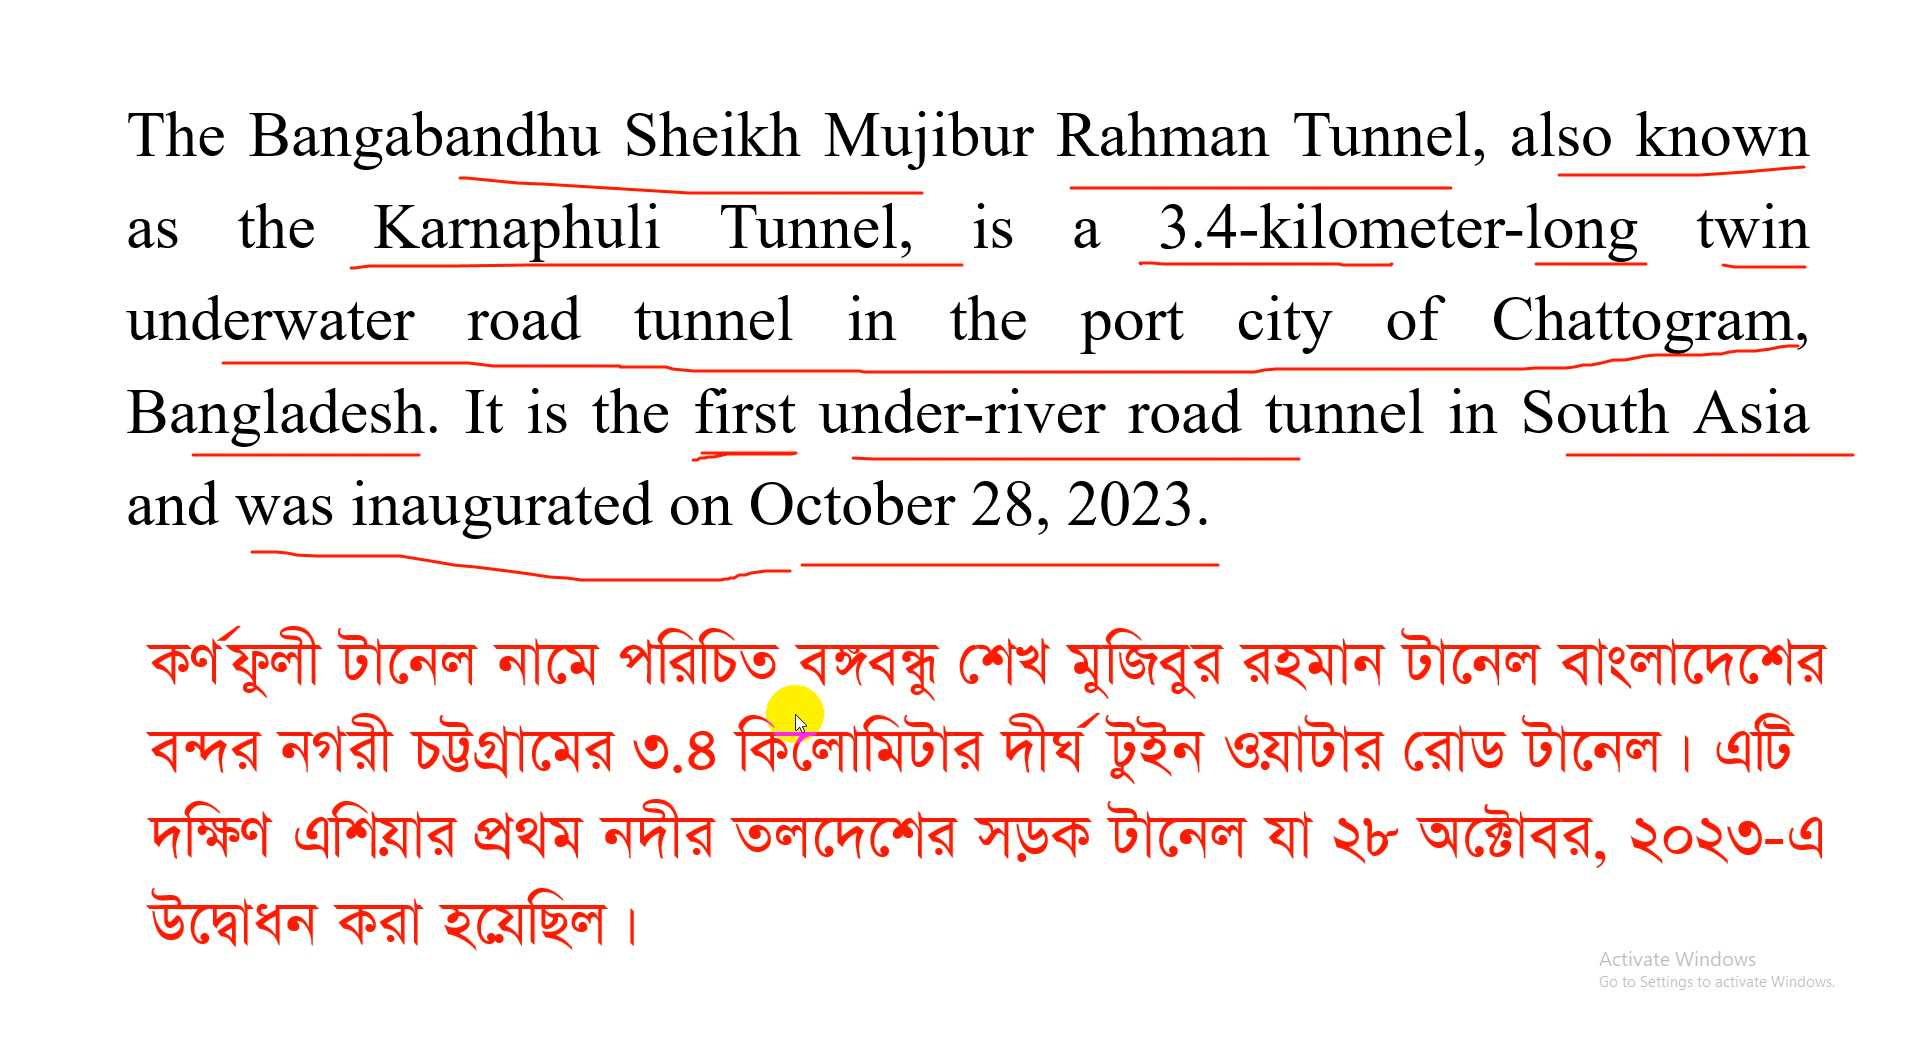 The Bangabandhu Sheikh Mujibur Rahman Tunnel, also known
as the Karnaphuli Tunnel, is a 3.4-kilometer-long twin
underwater road tunnel in the port city of Chattogram,
Bangladesh. It is the first under-river road tunnel in South Asia
and was inaugurated on October 28, 2023.
কর্ণফুলী টানেল নামে পরিচিত বঙ্গবন্ধু শেখ মুজিবুর রহমান টানেল বাংলাদেশের
বন্দর নগরী চট্টগ্রামের ৩.৪ কিলোমিটার দীর্ঘ টুইন ওয়াটার রোড টানেল। এটি
দক্ষিণ এশিয়ার প্রথম নদীর তলদেশের সড়ক টানেল যা ২৮ অক্টোবর, ২০২৩-এ
উদ্বোধন করা হয়েছিল।
Activate Windows
Go to Settings to activate Windows.